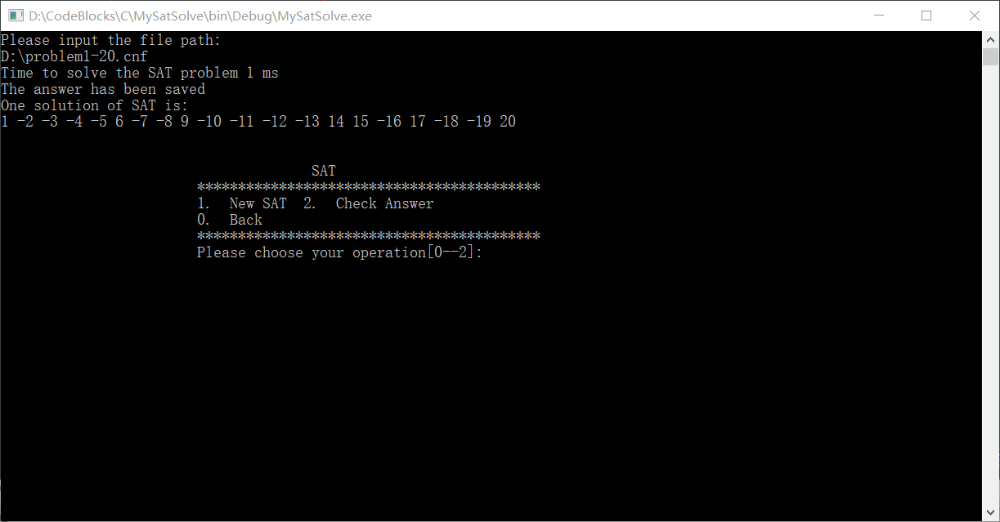 D:\CodeBlocks\C\MySatSolve\bin\Debug\MySatSolve.exe
Please input the file path:
D:\problem1-20.cnf
Time to solve the SAT problem 1 ms
The answer has been saved
One solution of SAT is:
1 -2 -3 -4 -5 6 -7 -8 9 -10 -11 -12 -13 14 15 -16 17 -18 -19 20
SAT
******************************************
1. New SAT 2. Check Answer
0. Back
******************************************
Please choose your operation[0--2]: